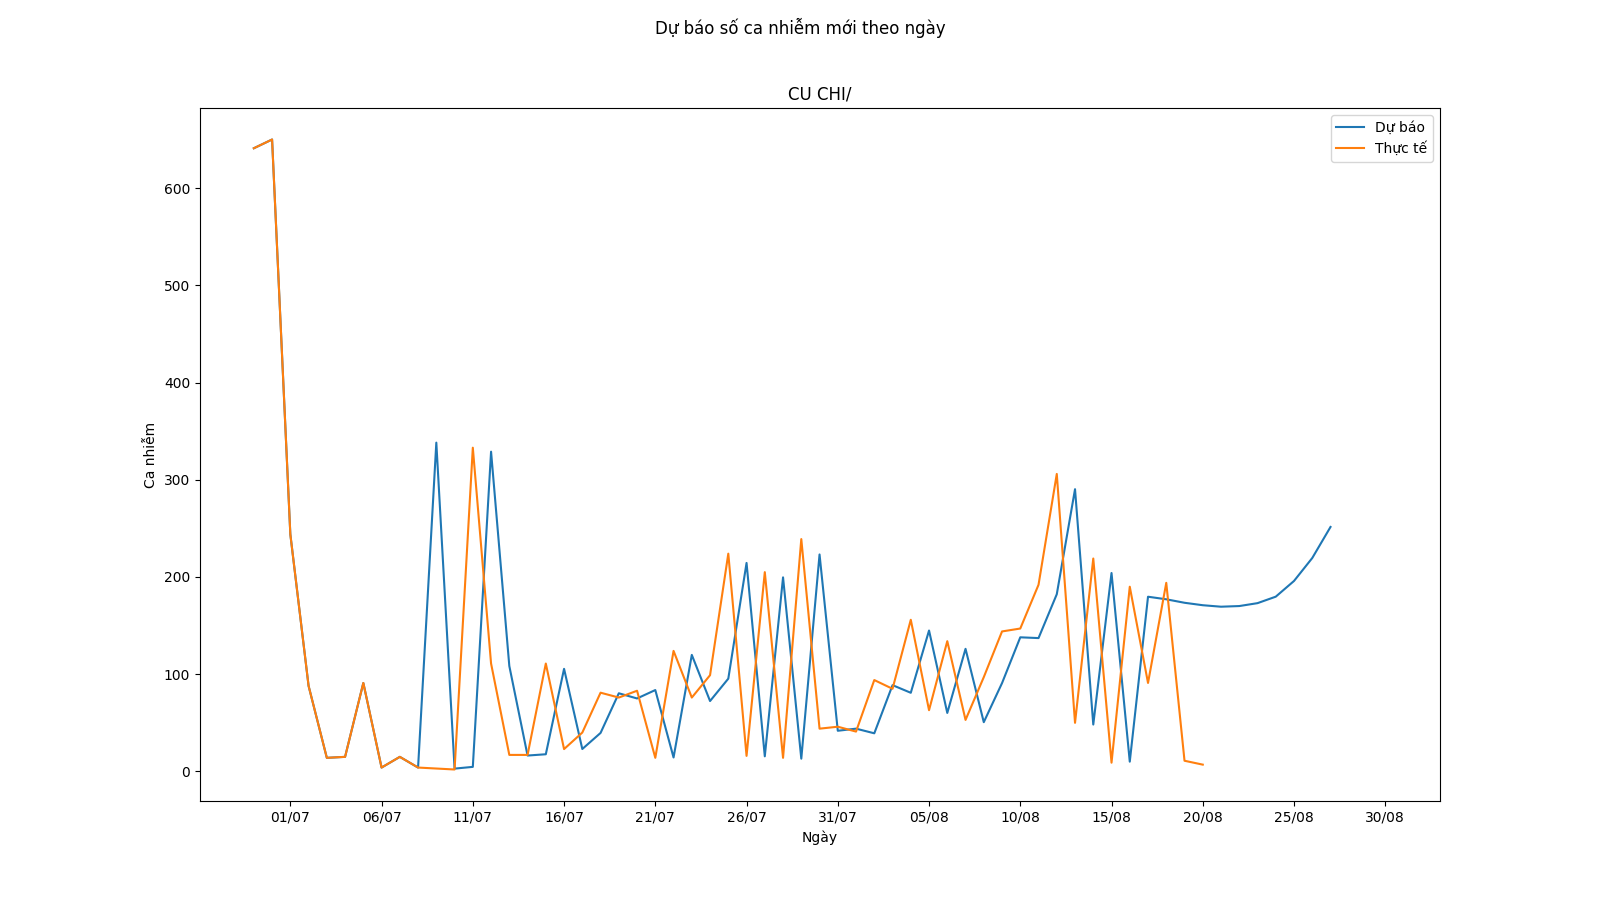 Dự báo số ca nhiễm mới theo ngày
CU CHI/
Dự báo
Thực tế
600
500
400
300
200
100
0
Ca nhiễm
01/07 06/07 11/07 16/07 21/07 26/07 31/07 05/08 10/08 15/08 20/08 25/08 30/08
Ngày